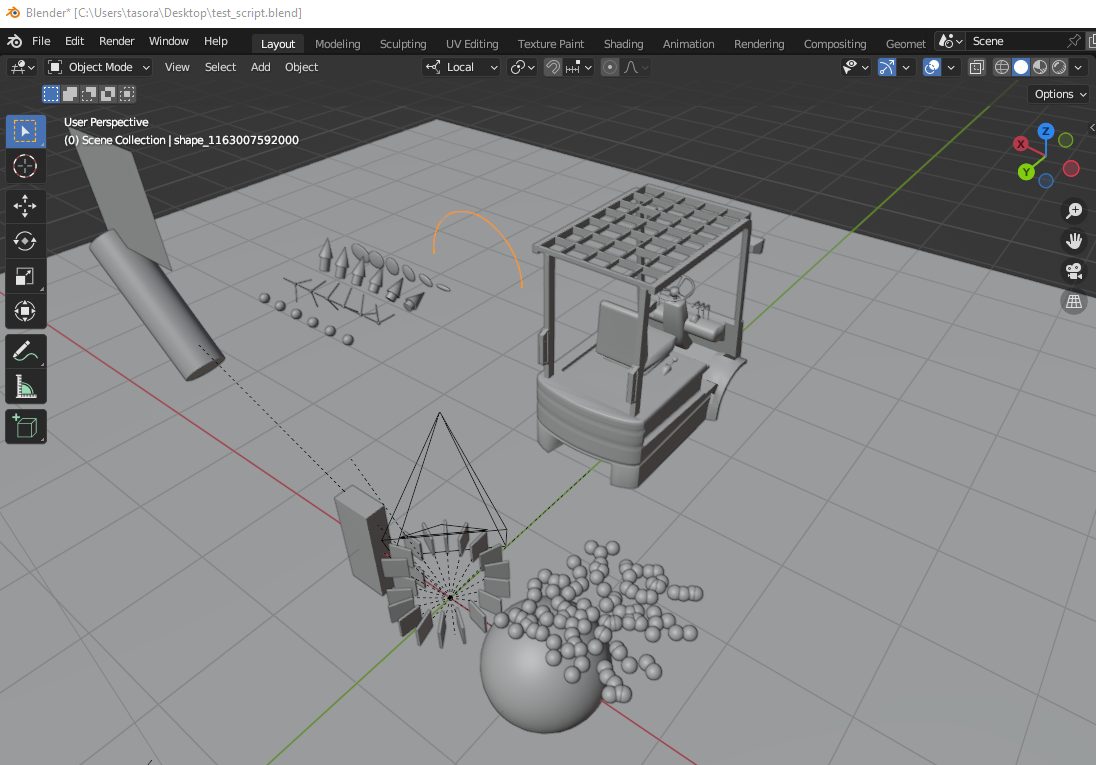 Blender* [C:\Users\tasora\Desktop\test_script.blend]
File Edit Render Window Help Layout Modeling Sculpting UV Editing Texture Paint Shading Animation Rendering Compositing Geomet Scene
Object Mode View Select Add Object Local
Options
User Perspective
(0) Scene Collection | shape_1163007592000
Z
X
Y